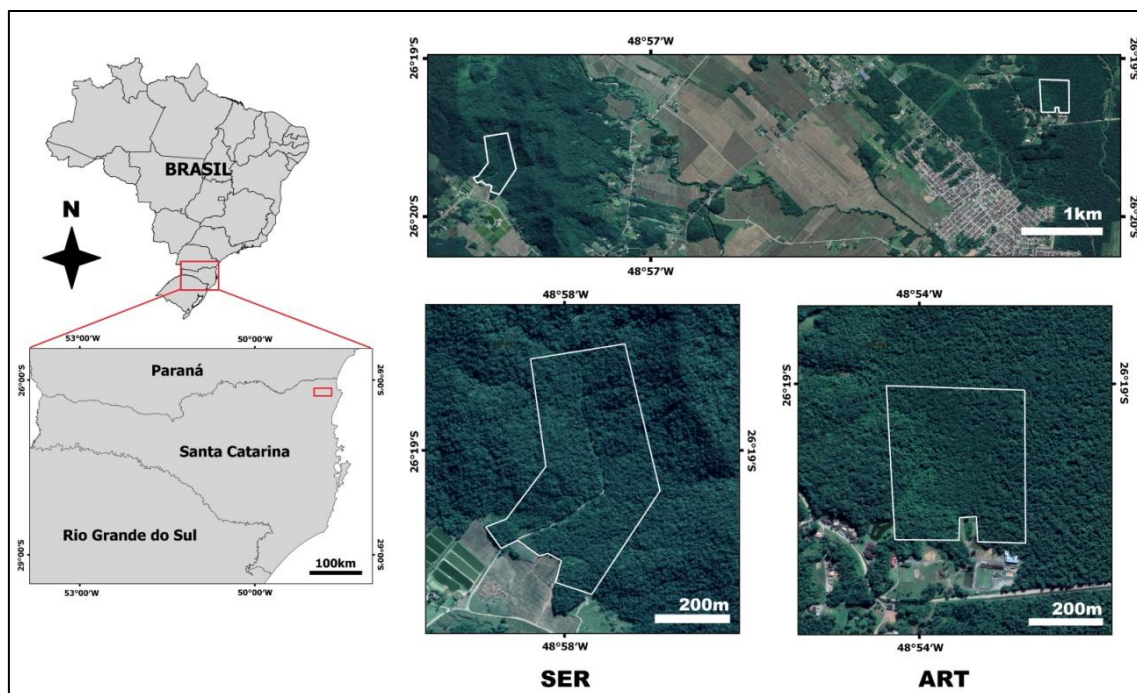 BRASIL
N
53°00'W
50°00'W
26°00'S
26°00'S
Paraná
Santa Catarina
Rio Grande do Sul
29°00'S
29°00'S
100km
53°00'W
50°00'W
48°57'W
26°19'S
26°19'S
26°20'S
26°20'S
1km
48°57'W
48°58'W
26°19'S
26°19'S
200m
48°58'W
SER
48°54'W
26°19'S
26°19'S
200m
48°54'W
ART